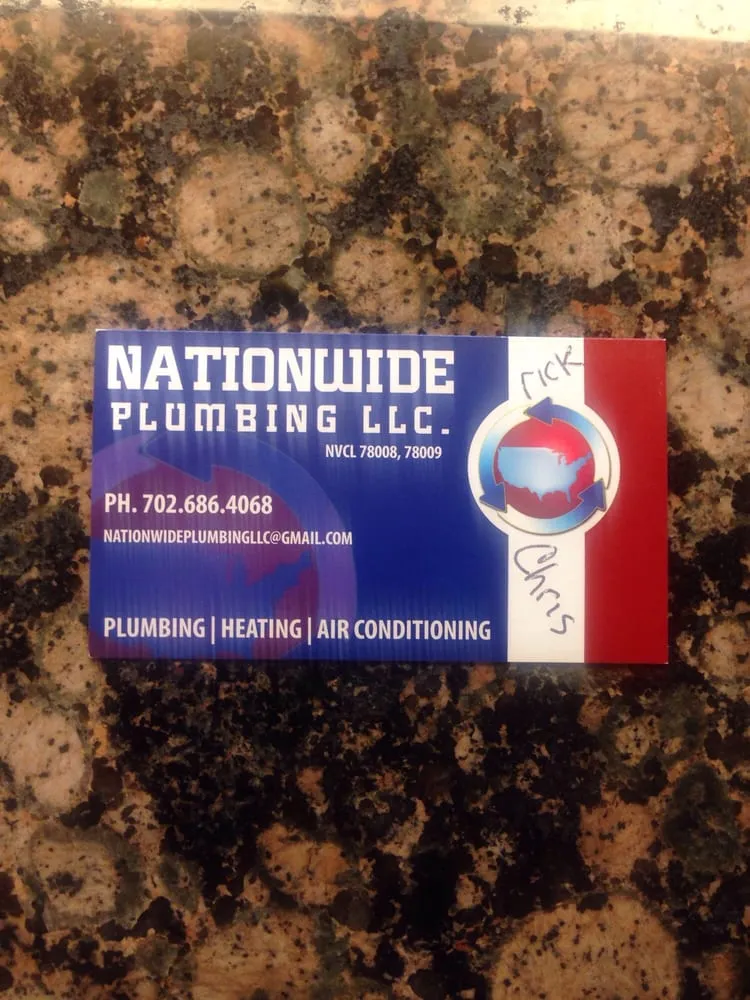 NATIONWIDE
PLUMBING LLC.
NVCL 78008, 78009
PH. 702.686.4068
NATIONWIDEPLUMBINGLLC@GMAIL.COM
PLUMBING | HEATING | AIR CONDITIONING
rick
Chris